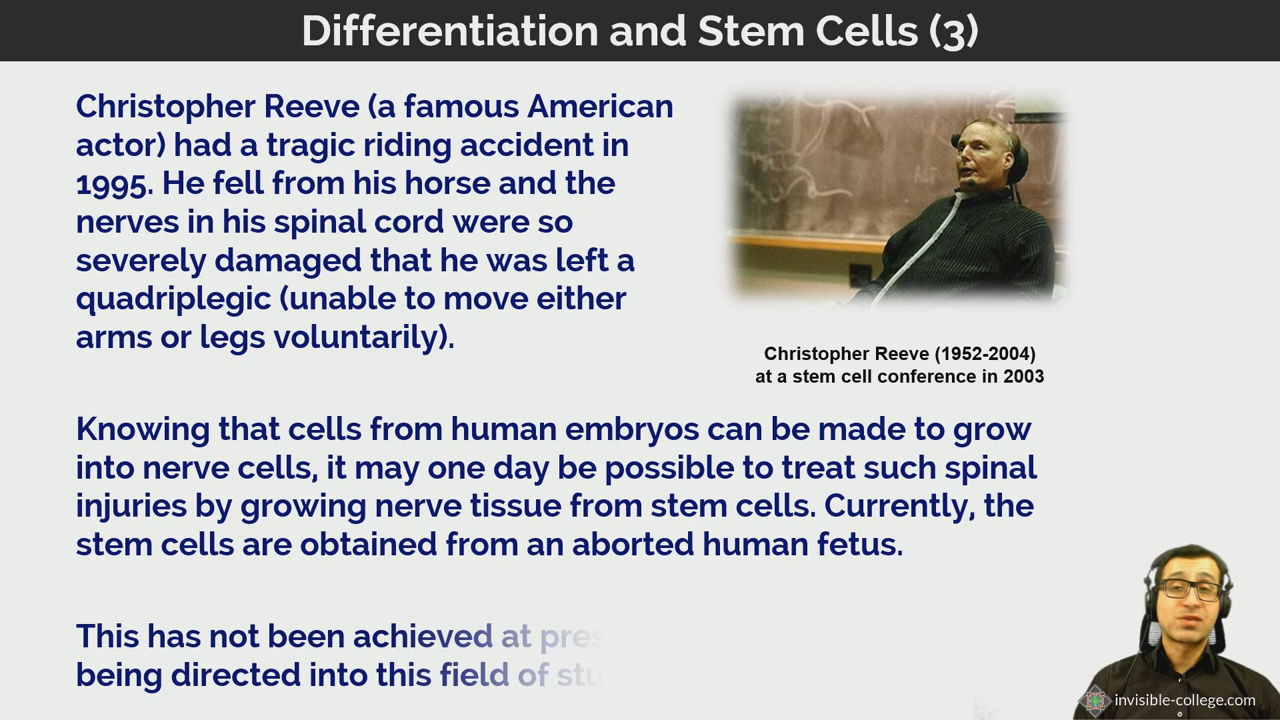 Differentiation and Stem Cells (3)
Christopher Reeve (a famous American
actor) had a tragic riding accident in
1995. He fell from his horse and the
nerves in his spinal cord were so
severely damaged that he was left a
quadriplegic (unable to move either
arms or legs voluntarily).
Christopher Reeve (1952-2004)
at a stem cell conference in 2003
Knowing that cells from human embryos can be made to grow
into nerve cells, it may one day be possible to treat such spinal
injuries by growing nerve tissue from stem cells. Currently, the
stem cells are obtained from an aborted human fetus.
This has not been achieved at
being directed into this field of
invisible-college.com